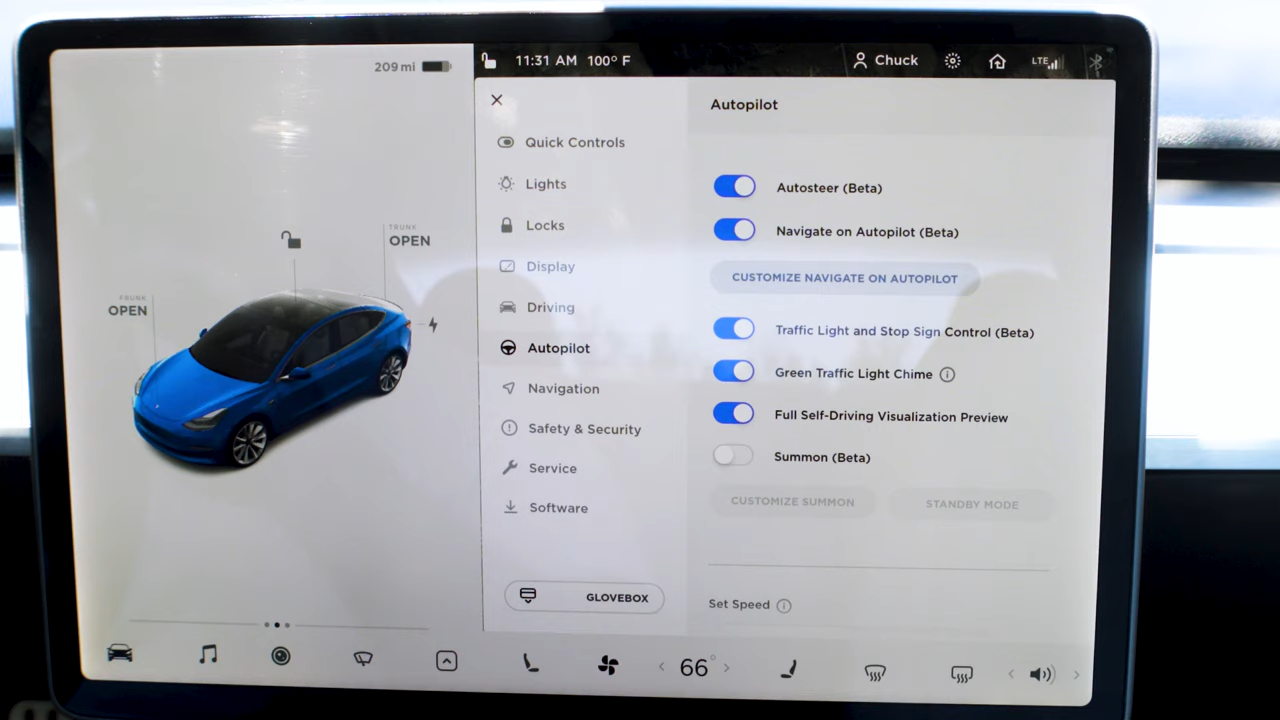 209 mi
11:31 AM 100° F
Chuck
LTE
TRUNK
OPEN
FRUNK
OPEN
Quick Controls
Lights
Locks
Display
Driving
Autopilot
Navigation
Safety & Security
Service
Software
GLOVEBOX
Autopilot
Autosteer (Beta)
Navigate on Autopilot (Beta)
CUSTOMIZE NAVIGATE ON AUTOPILOT
Traffic Light and Stop Sign Control (Beta)
Green Traffic Light Chime
Full Self-Driving Visualization Preview
Summon (Beta)
CUSTOMIZE SUMMON STANDBY MODE
Set Speed
66°